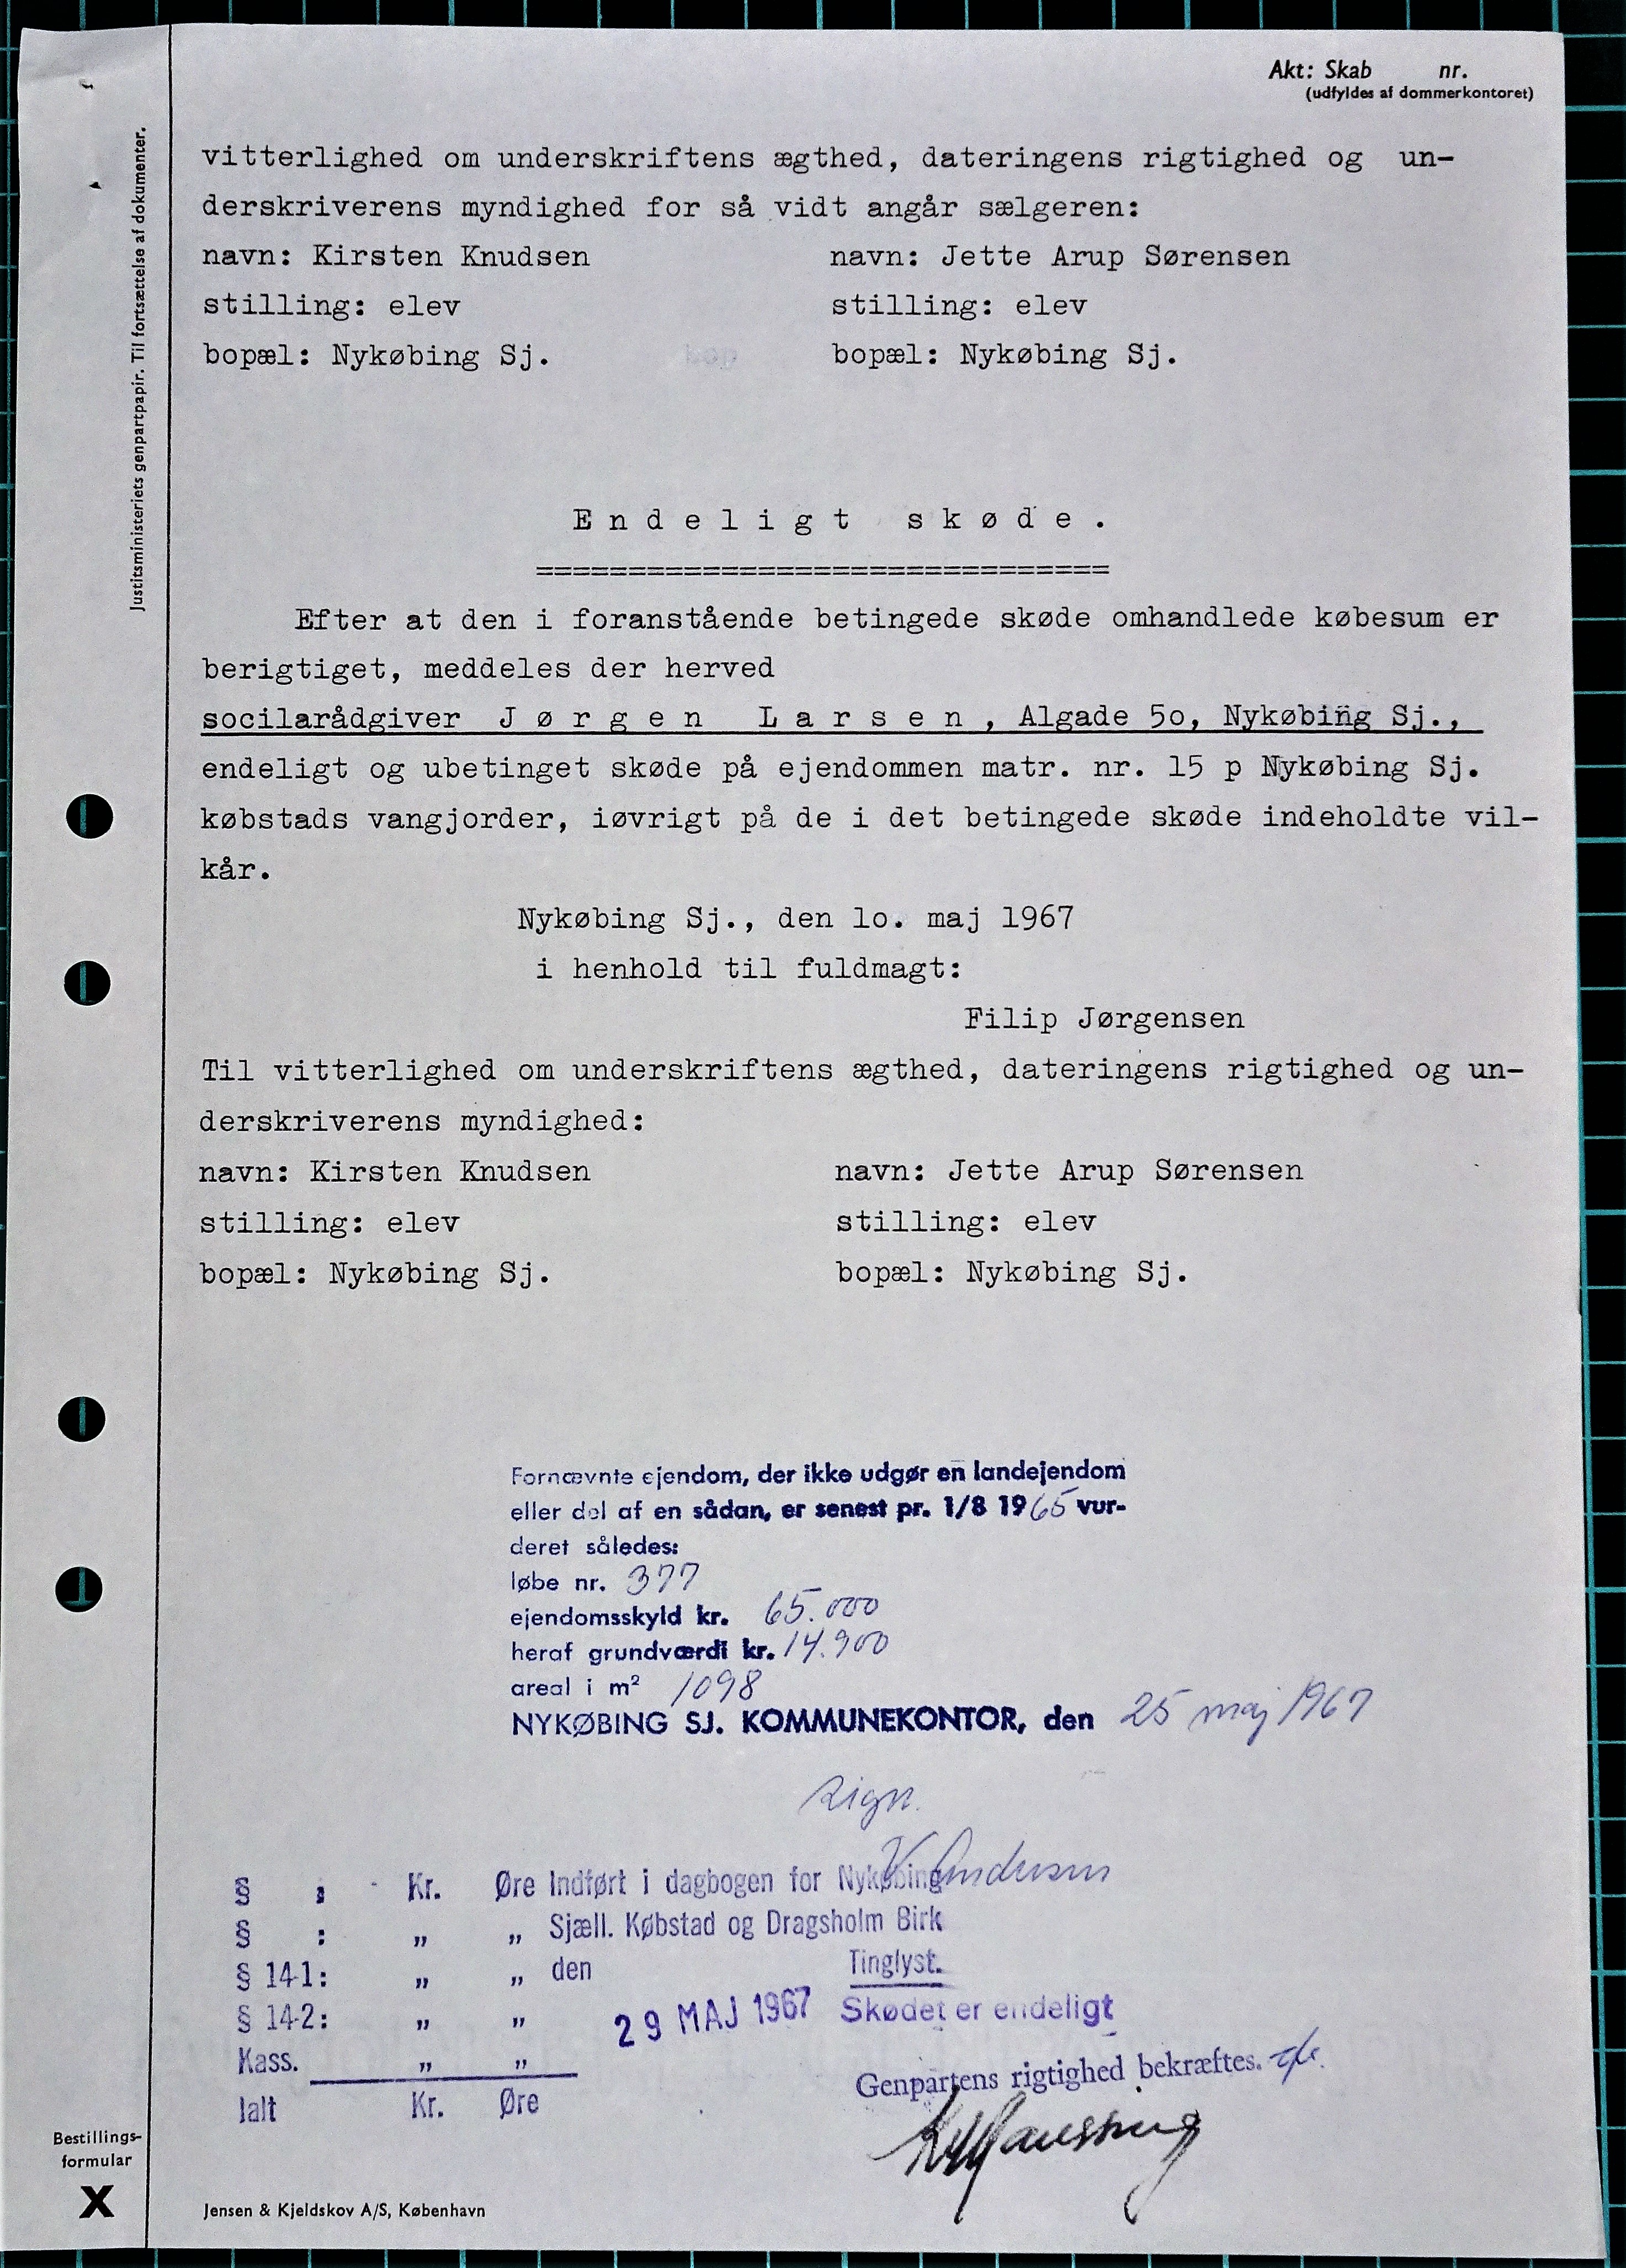 Akt: Skab nr.
(udfyldes af dommerkontoret)
Justitsministeriets genpartpapir. Til fortsættelse af dokumenter.
vitterlighed om underskriftens ægthed, dateringens rigtighed og un-
derskriverens myndighed for så vidt angår sælgeren:
navn: Kirsten Knudsen navn: Jette Arup Sørensen
stilling: elev stilling: elev
bopæl: Nykøbing Sj. bopæl: Nykøbing Sj.
Endeligt skøde.
===============================
Efter at den i foranstående betingede skøde omhandlede købesum er
berigtiget, meddeles der herved
socilarådgiver Jørgen Larsen, Algade 5o, Nykøbing Sj.,
endeligt og ubetinget skøde på ejendommen matr. nr. 15 p Nykøbing Sj.
købstads vangjorder, iøvrigt på de i det betingede skøde indeholdte vil-
kår.
Nykøbing Sj., den lo. maj 1967
i henhold til fuldmagt:
Filip Jørgensen
Til vitterlighed om underskriftens ægthed, dateringens rigtighed og un-
derskriverens myndighed:
navn: Kirsten Knudsen navn: Jette Arup Sørensen
stilling: elev stilling: elev
bopæl: Nykøbing Sj. bopæl: Nykøbing Sj.
Fornævnte ejendom, der ikke udgør en landejendom
eller del af en sådan, er senest pr. 1/8 1965 vur-
deret således:
løbe nr. 377
ejendomsskyld kr. 65.000
heraf grundværdi kr. 14.900
areal i m² 1098
NYKØBING SJ. KOMMUNEKONTOR, den 25 maj 1967
sign.
V Andersen
§ : Kr. Øre Indført i dagbogen for Nykøbing
§ : „ „ Sjæll. Købstad og Dragsholm Birk
§ 14-1: „ „ den Tinglyst.
§ 14-2: „ „ 29 MAJ 1967 Skødet er endeligt
Kass. „ „
Genpartens rigtighed bekræftes.
Ialt Kr. Øre
Bestillings-
formular
X
Jensen & Kjeldskov A/S, København